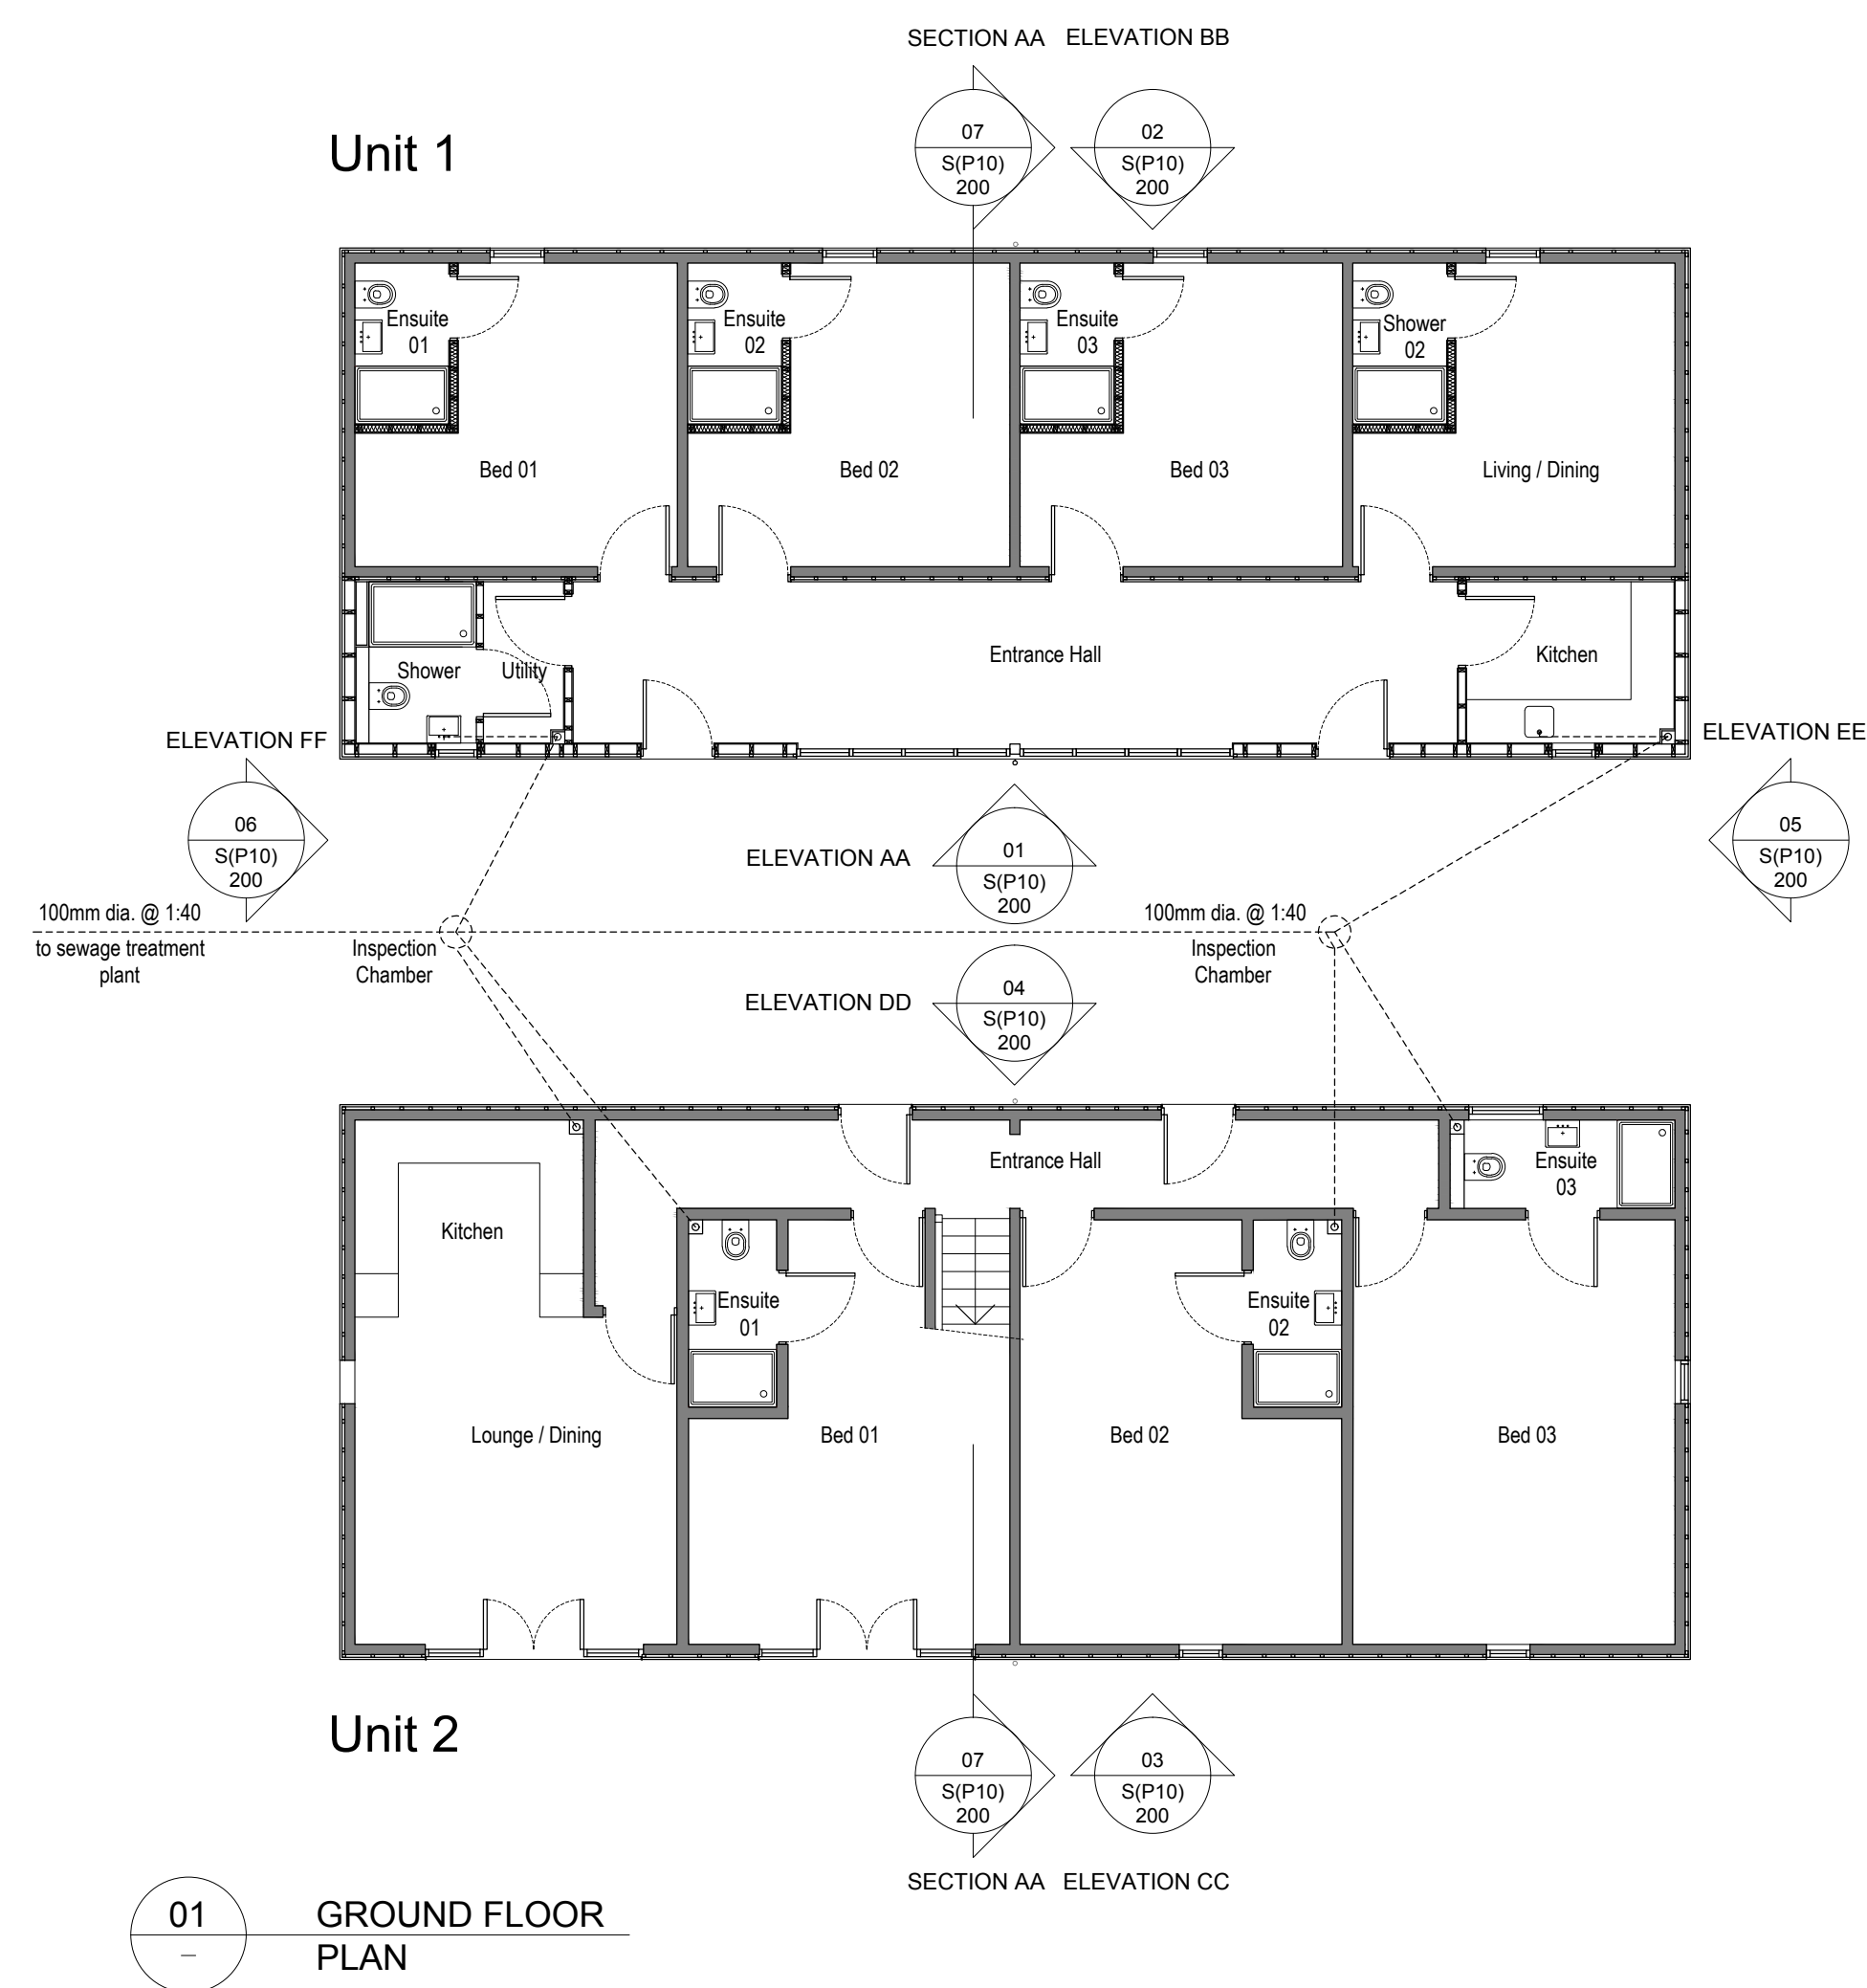 SECTION AA ELEVATION BB
07
S(P10)
200
02
S(P10)
200
Unit 1
Ensuite
01
Ensuite
02
Ensuite
03
Shower
02
Bed 01
Bed 02
Bed 03
Living / Dining
Shower
Utility
Entrance Hall
Kitchen
ELEVATION FF
06
S(P10)
200
ELEVATION EE
05
S(P10)
200
ELEVATION AA
01
S(P10)
200
100mm dia. @ 1:40
to sewage treatment
plant
Inspection
Chamber
100mm dia. @ 1:40
Inspection
Chamber
ELEVATION DD
04
S(P10)
200
Entrance Hall
Ensuite
03
Kitchen
Ensuite
01
Ensuite
02
Lounge / Dining
Bed 01
Bed 02
Bed 03
Unit 2
07
S(P10)
200
03
S(P10)
200
SECTION AA ELEVATION CC
01
–
GROUND FLOOR
PLAN